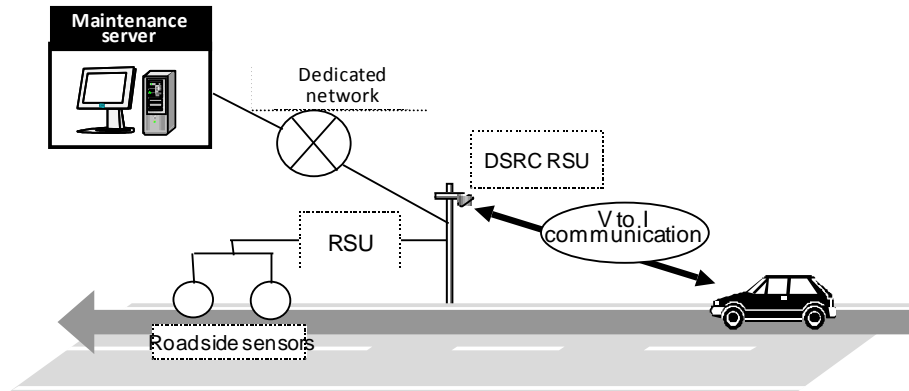 Maintenance
server
Dedicated
network
DSRC RSU
V to I
communication
RSU
Roadside sensors